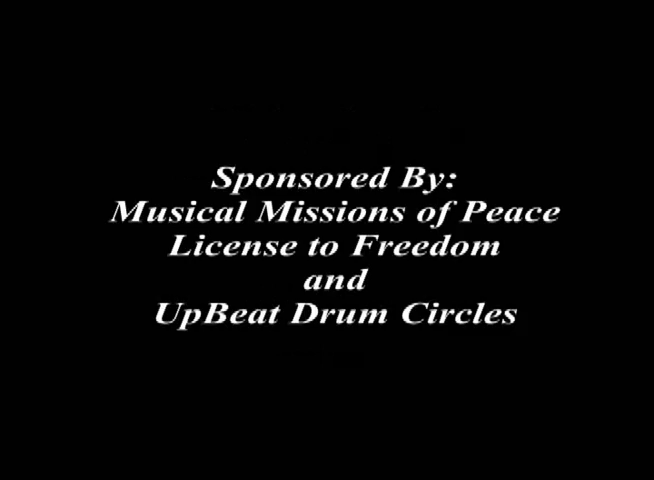 Sponsored By:
Musical Missions of Peace
License to Freedom
and
UpBeat Drum Circles